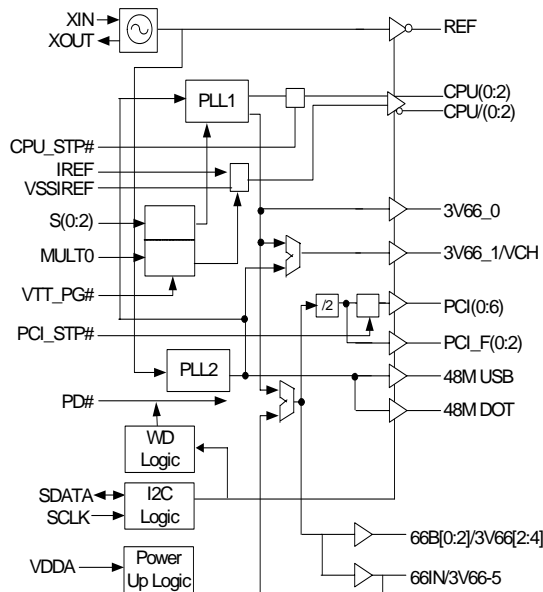 XIN
XOUT
REF
PLL1
CPU(0:2)
CPU/(0:2)
CPU_STP#
IREF
VSSIREF
S(0:2)
3V66_0
MULT0
3V66_1/VCH
VTT_PG#
/2
PCI(0:6)
PCI_STP#
PCI_F(0:2)
PLL2
48M USB
PD#
48M DOT
WD
Logic
SDATA
I2C
SCLK
Logic
66B[0:2]/3V66[2:4]
VDDA
Power
Up Logic
66IN/3V66-5